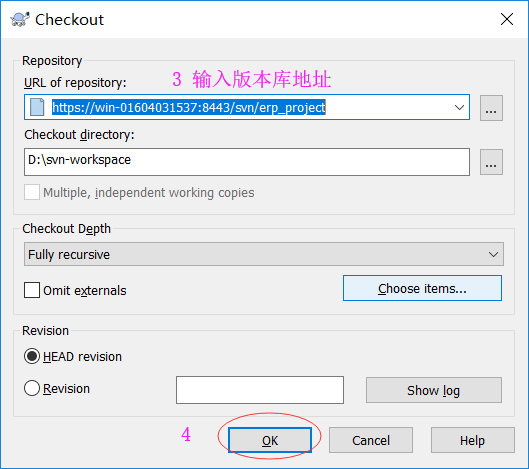 Checkout
Repository
URL of repository:
3 输入版本库地址
https://win-01604031537:8443/svn/erp_project
...
Checkout directory:
D:\svn-workspace
...
Multiple, independent working copies
Checkout Depth
Fully recursive
Omit externals
Choose items...
Revision
HEAD revision
Revision
Show log
4
OK
Cancel
Help